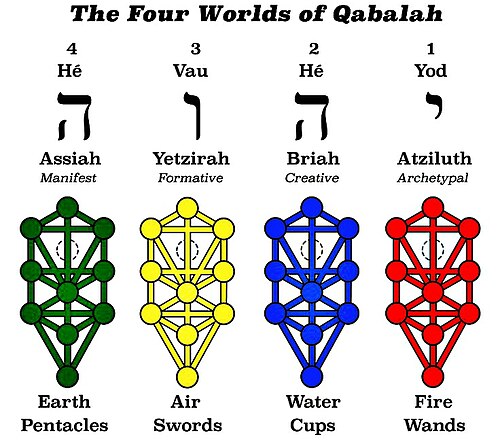 The Four Worlds of Qabalah
4 3 2 1
Hé Vau Hé Yod
ה ו ה י
Assiah Yetzirah Briah Atziluth
Manifest Formative Creative Archetypal
Earth Air Water Fire
Pentacles Swords Cups Wands